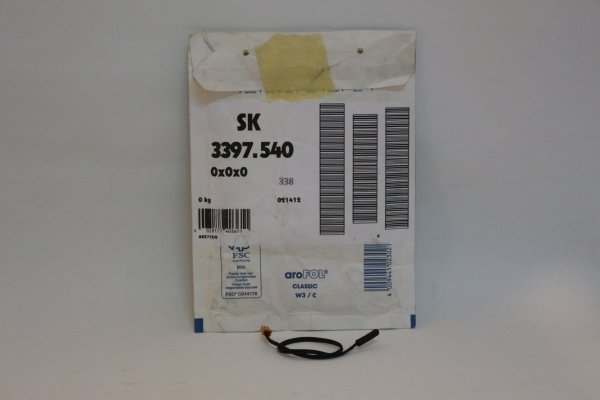 SK
3397.540
0x0x0
338
0 kg
021412
FSC
MIX
FSC® C014178
aroFOL®
CLASSIC
W3 / C